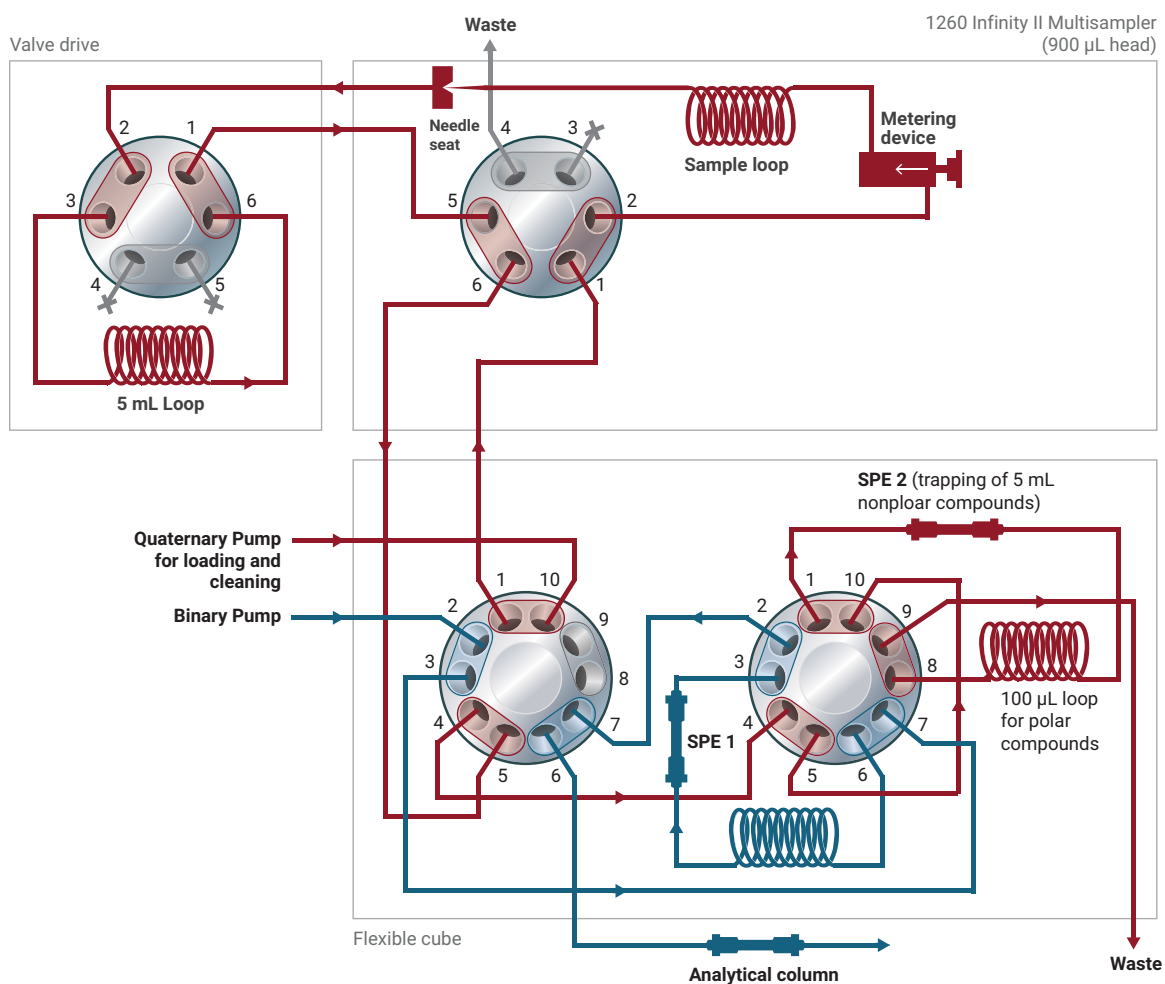 Valve drive
Waste
1260 Infinity II Multisampler
(900 µL head)
2
1
3
6
4
5
5 mL Loop
Needle
seat
4
3
5
2
6
1
Sample loop
Metering
device
SPE 2 (trapping of 5 mL
nonploar compounds)
Quaternary Pump
for loading and
cleaning
Binary Pump
1
10
2
9
3
8
4
7
5
6
1
10
2
9
3
8
4
7
5
6
SPE 1
100 µL loop
for polar
compounds
Flexible cube
Analytical column
Waste